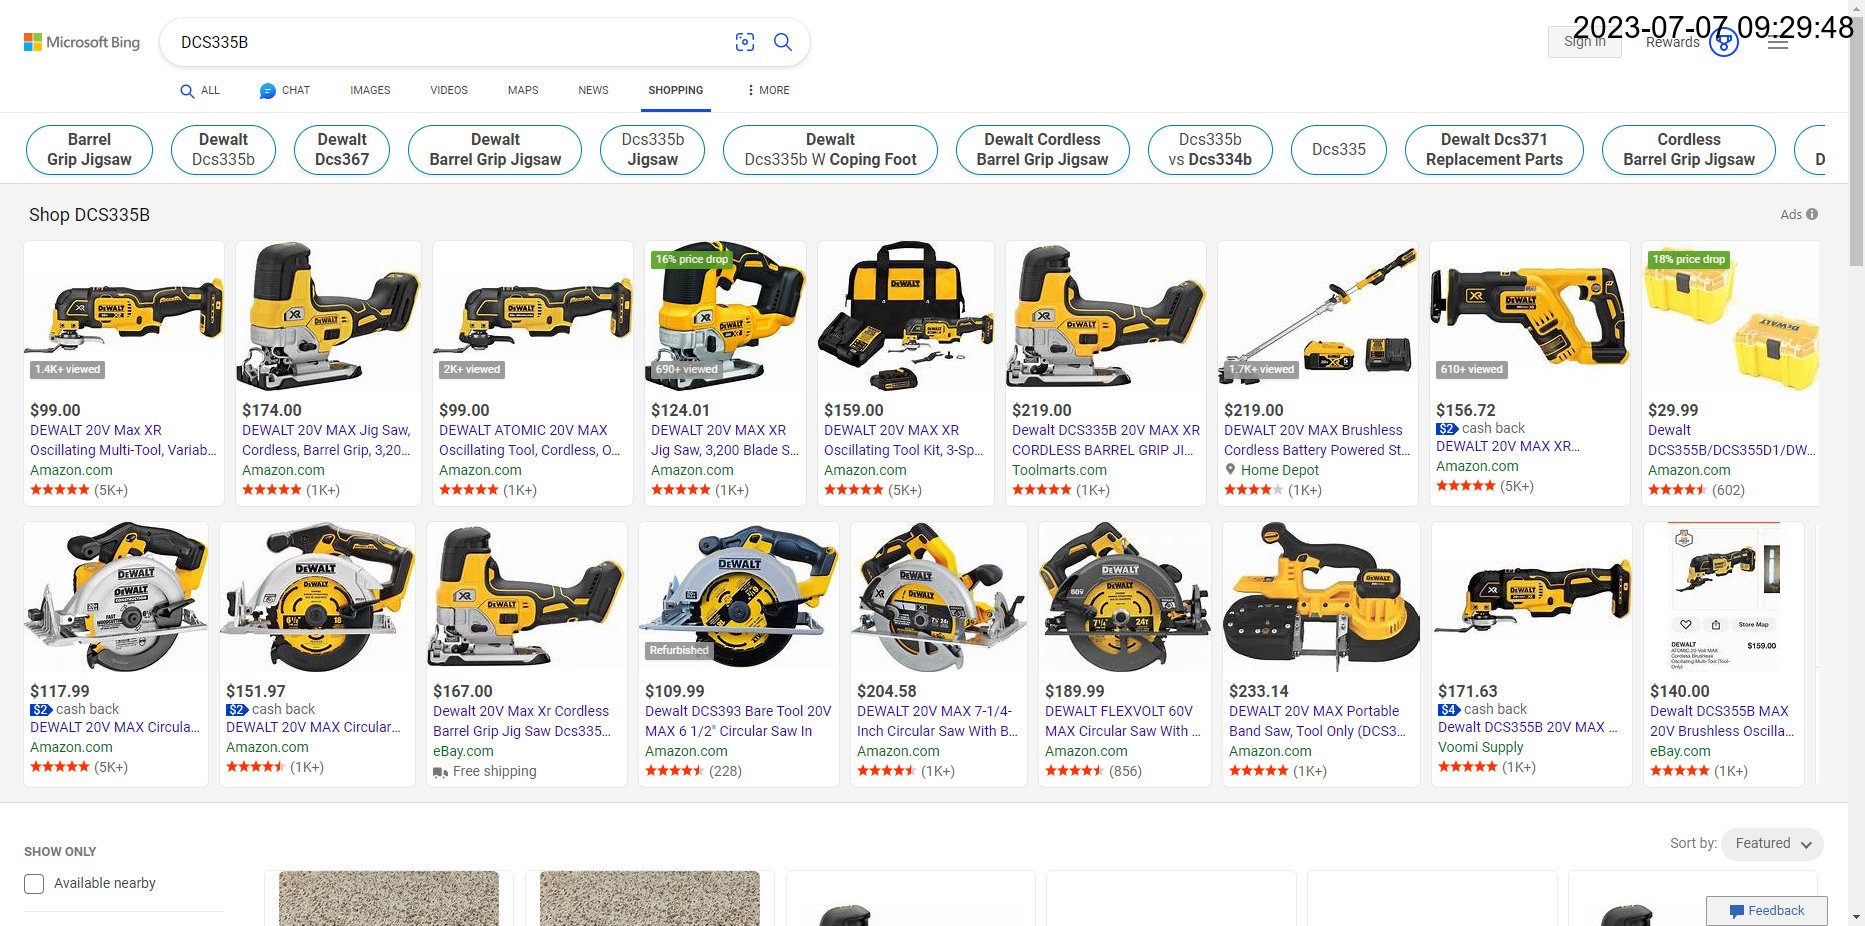 Microsoft Bing
DCS335B
Sign in
Rewards
2023-07-07 09:29:48
ALL
CHAT
IMAGES
VIDEOS
MAPS
NEWS
SHOPPING
MORE
Barrel
Grip Jigsaw
Dewalt
Dcs335b
Dewalt
Dcs367
Dewalt
Barrel Grip Jigsaw
Dcs335b
Jigsaw
Dewalt
Dcs335b W Coping Foot
Dewalt Cordless
Barrel Grip Jigsaw
Dcs335b
vs Dcs334b
Dcs335
Dewalt Dcs371
Replacement Parts
Cordless
Barrel Grip Jigsaw
D
Shop DCS335B
Ads
1.4K+ viewed
$99.00
DEWALT 20V Max XR
Oscillating Multi-Tool, Variab...
Amazon.com
(5K+)
$174.00
DEWALT 20V MAX Jig Saw,
Cordless, Barrel Grip, 3,20...
Amazon.com
(1K+)
2K+ viewed
$99.00
DEWALT ATOMIC 20V MAX
Oscillating Tool, Cordless, O...
Amazon.com
(1K+)
16% price drop
690+ viewed
$124.01
DEWALT 20V MAX XR
Jig Saw, 3,200 Blade S...
Amazon.com
(1K+)
$159.00
DEWALT 20V MAX XR
Oscillating Tool Kit, 3-Sp...
Amazon.com
(5K+)
$219.00
Dewalt DCS335B 20V MAX XR
CORDLESS BARREL GRIP JI...
Toolmarts.com
(1K+)
1.7K+ viewed
$219.00
DEWALT 20V MAX Brushless
Cordless Battery Powered St...
Home Depot
(1K+)
610+ viewed
$156.72
$2 cash back
DEWALT 20V MAX XR...
Amazon.com
(5K+)
18% price drop
$29.99
Dewalt
DCS355B/DCS355D1/DW...
Amazon.com
(602)
$117.99
$2 cash back
DEWALT 20V MAX Circula...
Amazon.com
(5K+)
$151.97
$2 cash back
DEWALT 20V MAX Circular...
Amazon.com
(1K+)
$167.00
Dewalt 20V Max Xr Cordless
Barrel Grip Jig Saw Dcs335...
eBay.com
Free shipping
Refurbished
$109.99
Dewalt DCS393 Bare Tool 20V
MAX 6 1/2" Circular Saw In
Amazon.com
(228)
$204.58
DEWALT 20V MAX 7-1/4-
Inch Circular Saw With B...
Amazon.com
(1K+)
$189.99
DEWALT FLEXVOLT 60V
MAX Circular Saw With ...
Amazon.com
(856)
$233.14
DEWALT 20V MAX Portable
Band Saw, Tool Only (DCS3...
Amazon.com
(1K+)
$171.63
$4 cash back
Dewalt DCS355B 20V MAX ...
Voomi Supply
(1K+)
Store Map
DEWALT
$159.00
ATOMIC 20-Volt MAX
Cordless Brushless
Oscillating Multi Tool (Tool-
Only)
$140.00
Dewalt DCS355B MAX
20V Brushless Oscilla...
eBay.com
(1K+)
SHOW ONLY
Available nearby
Sort by: Featured
Feedback